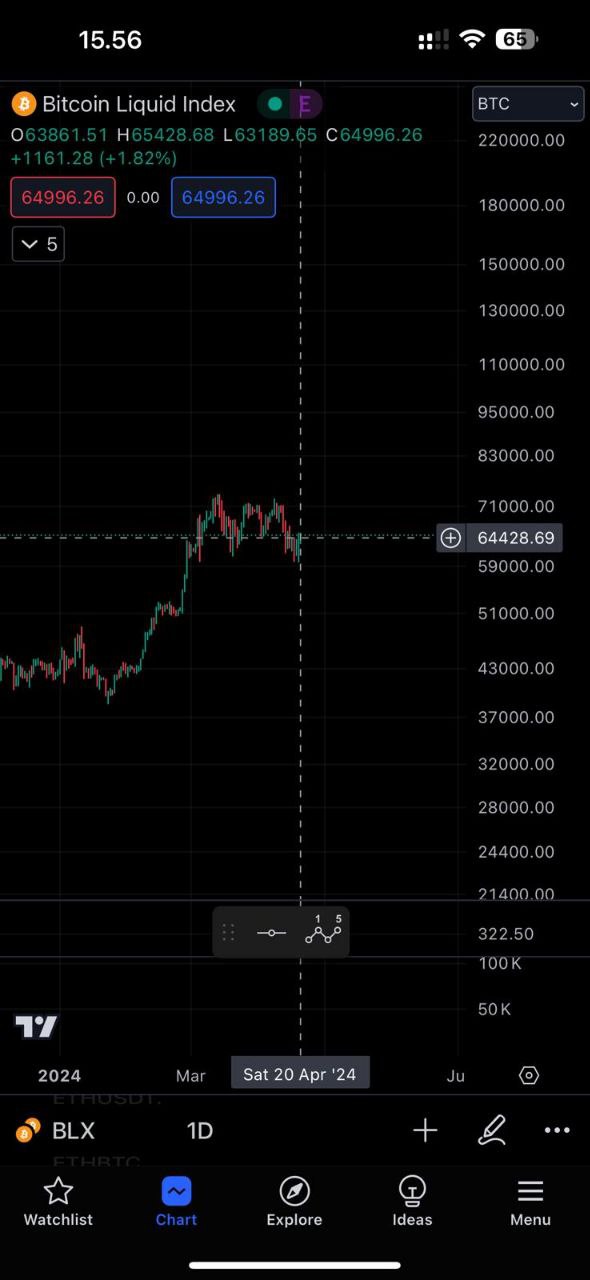 15.56
65
Bitcoin Liquid Index
E
BTC
O63861.51 H65428.68 L63189.65 C64996.26
+1161.28 (+1.82%)
64996.26 0.00 64996.26
5
220000.00
180000.00
150000.00
130000.00
110000.00
95000.00
83000.00
71000.00
64428.69
59000.00
51000.00
43000.00
37000.00
32000.00
28000.00
24400.00
21400.00
1 5
322.50
100K
50K
2024 Mar Sat 20 Apr '24 Ju
ETHUSDT.
BLX 1D
ETHBTC
Watchlist Chart Explore Ideas Menu